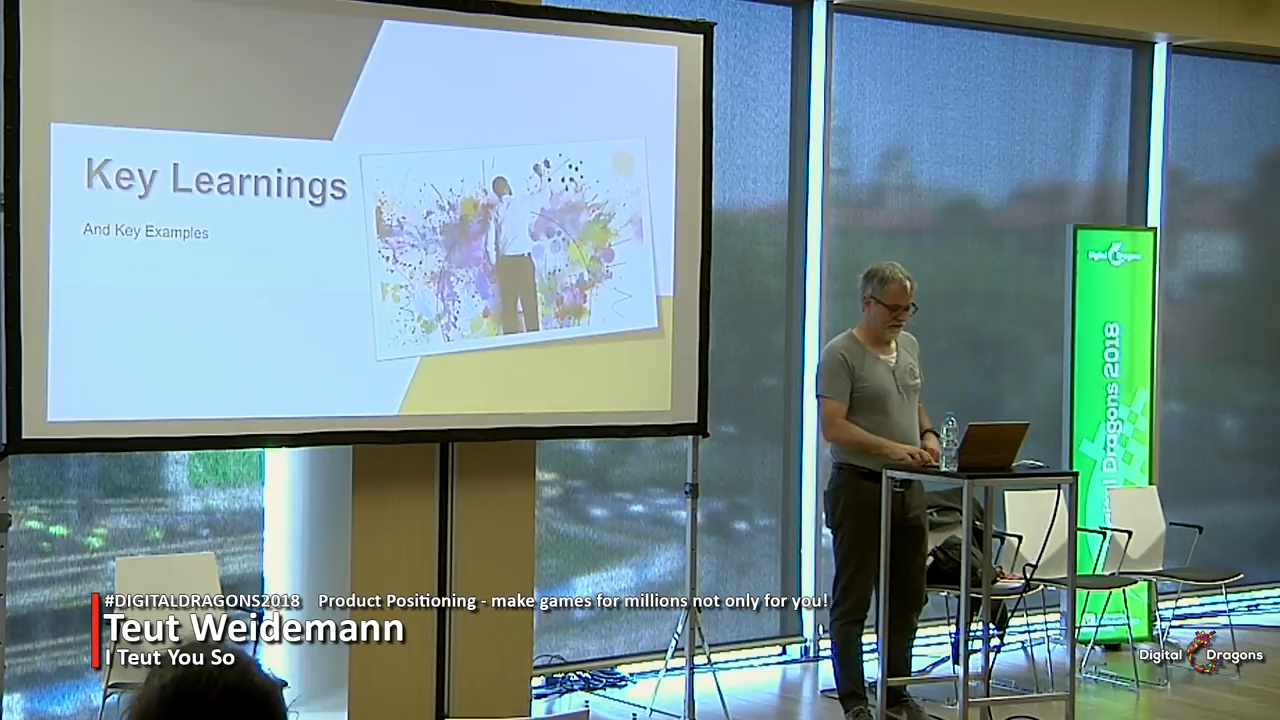 Key Learnings
And Key Examples
Digital Dragons
Digital Dragons 2018
#DIGITALDRAGONS2018 Product Positioning - make games for millions not only for you!
Teut Weidemann
I Teut You So
Digital Dragons